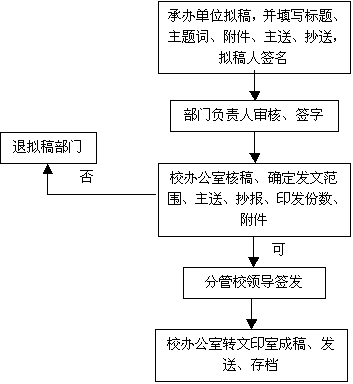 承办单位拟稿，并填写标题、
主题词、附件、主送、抄送，
拟稿人签名
部门负责人审核、签字
退拟稿部门
否
校办公室核稿、确定发文范
围、主送、抄报、印发份数、
附件
可
分管校领导签发
校办公室转文印室成稿、发
送、存档